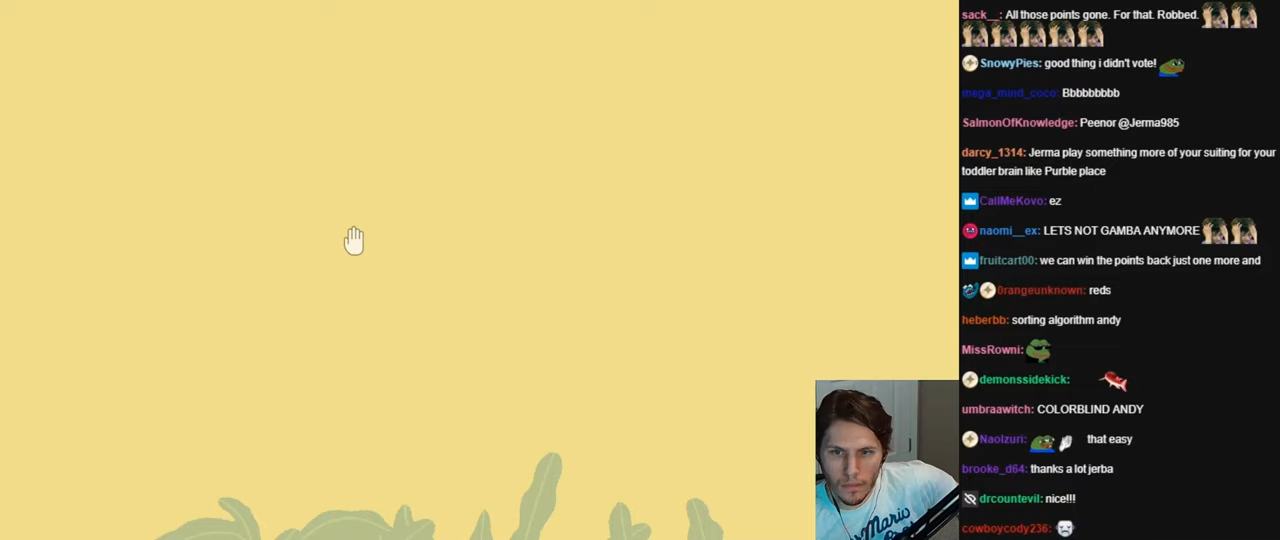 sack__: All those points gone. For that. Robbed.
SnowyPies: good thing i didn't vote!
mega_mind_coco: Bbbbbbbbb
SalmonOfKnowledge: Peenor @Jerma985
darcy_1314: Jerma play something more of your suiting for your
toddler brain like Purble place
CallMeKovo: ez
naomi__ex: LETS NOT GAMBA ANYMORE
fruitcart00: we can win the points back just one more and
0rangeunknown: reds
heberbb: sorting algorithm andy
MissRowni:
demonssidekick:
umbraawitch: COLORBLIND ANDY
Naolzuri: that easy
brooke_d64: thanks a lot jerba
drcountevil: nice!!!
cowboycody236:
Mario